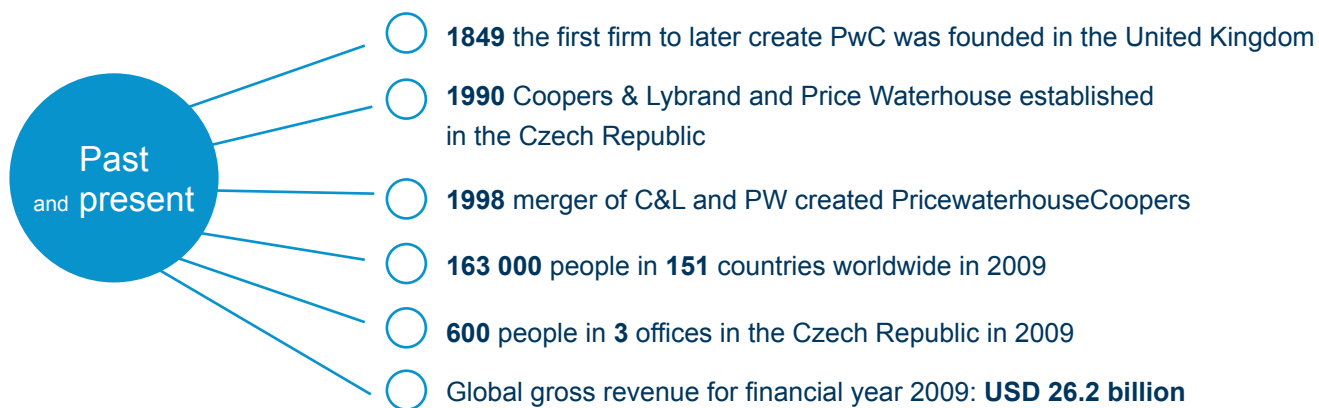 Past
and present
1849 the first firm to later create PwC was founded in the United Kingdom
1990 Coopers & Lybrand and Price Waterhouse established
in the Czech Republic
1998 merger of C&L and PW created PricewaterhouseCoopers
163 000 people in 151 countries worldwide in 2009
600 people in 3 offices in the Czech Republic in 2009
Global gross revenue for financial year 2009: USD 26.2 billion